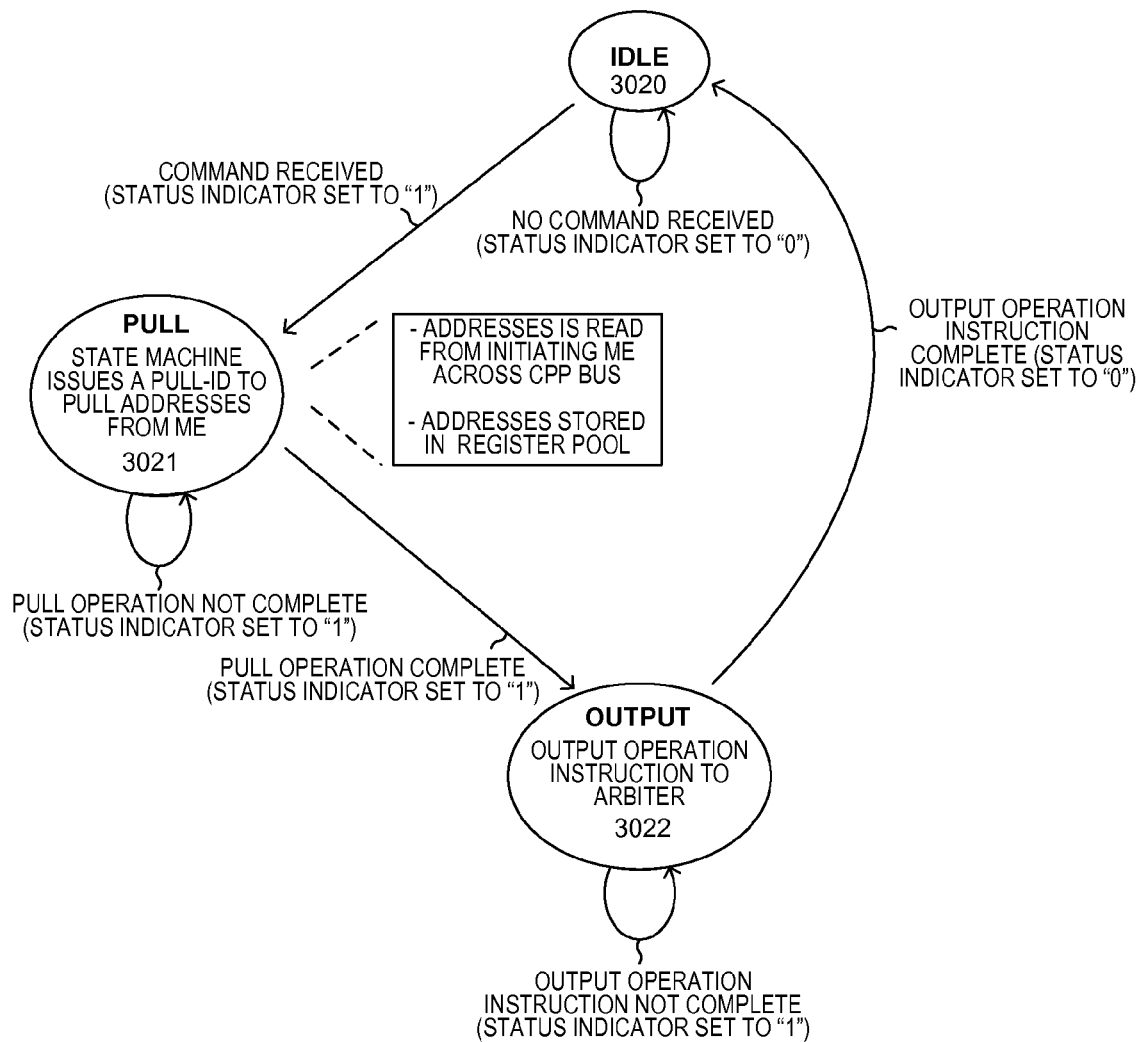 IDLE
3020
COMMAND RECEIVED
(STATUS INDICATOR SET TO “1”)
NO COMMAND RECEIVED
(STATUS INDICATOR SET TO “0”)
OUTPUT OPERATION
INSTRUCTION
COMPLETE (STATUS
INDICATOR SET TO “0”)
PULL
STATE MACHINE
ISSUES A PULL-ID TO
PULL ADDRESSES
FROM ME
3021
- ADDRESSES IS READ
FROM INITIATING ME
ACROSS CPP BUS
- ADDRESSES STORED
IN REGISTER POOL
PULL OPERATION NOT COMPLETE
(STATUS INDICATOR SET TO “1”)
PULL OPERATION COMPLETE
(STATUS INDICATOR SET TO “1”)
OUTPUT
OUTPUT OPERATION
INSTRUCTION TO
ARBITER
3022
OUTPUT OPERATION
INSTRUCTION NOT COMPLETE
(STATUS INDICATOR SET TO “1”)